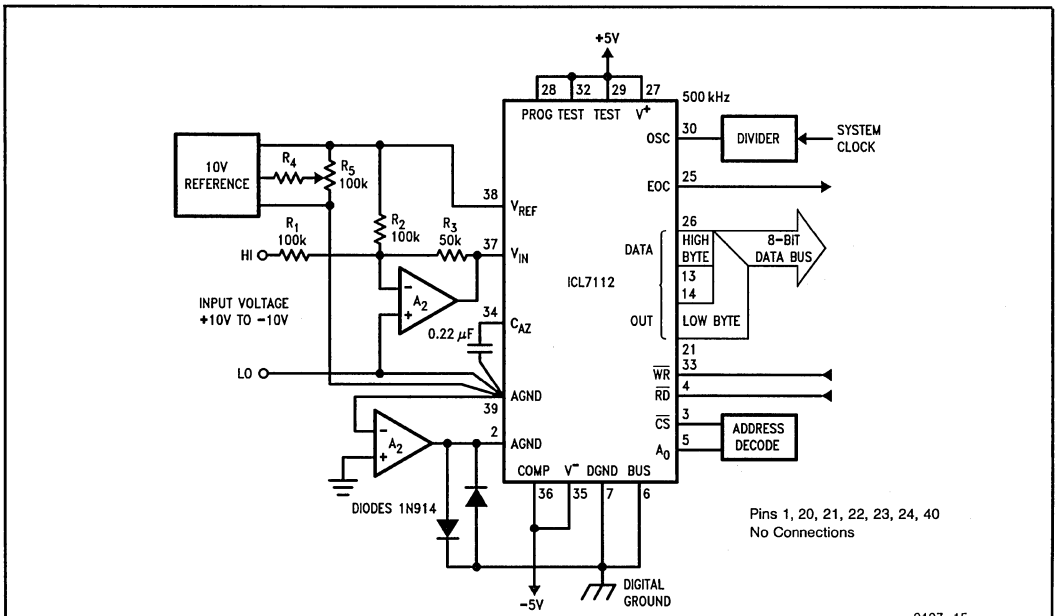 +5V
28 32 29 27
500 kHz
PROG TEST TEST V+
OSC
30
DIVIDER
SYSTEM
CLOCK
10V
REFERENCE
R4
R5
100k
EOC
25
38
VREF
R1
100k
R2
100k
R3
50k
37
VIN
HI
26
DATA
HIGH
BYTE
8-BIT
DATA BUS
13
14
ICL7112
A2
-
+
INPUT VOLTAGE
+10V TO -10V
34
CAZ
0.22 μF
OUT
LOW BYTE
21
LO
33
WR
4
RD
AGND
39
3
CS
ADDRESS
DECODE
5
A0
A2
-
+
2
AGND
COMP V- DGND BUS
36 35 7 6
DIODES 1N914
Pins 1, 20, 21, 22, 23, 24, 40
No Connections
-5V
DIGITAL
GROUND